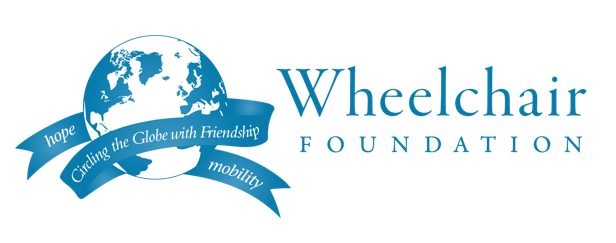 hope
Circling the Globe with Friendship
mobility
Wheelchair
FOUNDATION